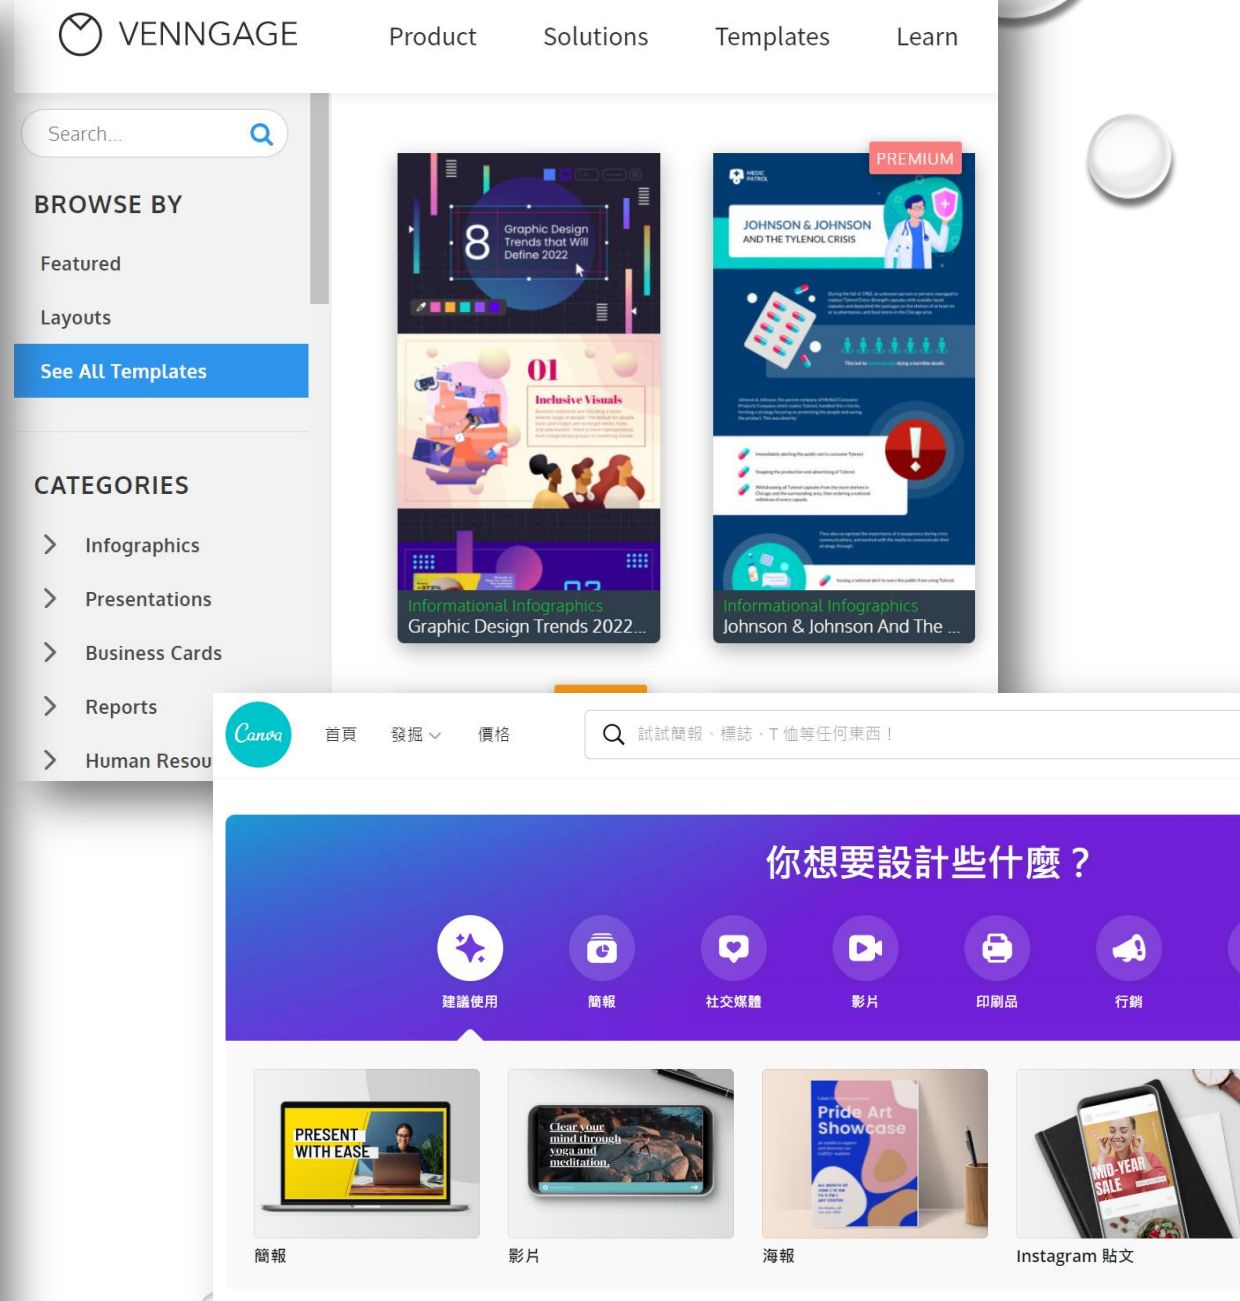 VENNGAGE
Product
Solutions
Templates
Learn
Search...
BROWSE BY
Featured
Layouts
See All Templates
CATEGORIES
Infographics
Presentations
Business Cards
Reports
Human Resou
8
Graphic Design
Trends that Will
Define 2022
01
Inclusive Visuals
Informational Infographics
Graphic Design Trends 2022...
PREMIUM
MEDIC
PATROL
JOHNSON & JOHNSON
AND THE TYLENOL CRISIS
Informational Infographics
Johnson & Johnson And The ...
Canva
首頁
發掘
價格
試試簡報、標誌、T 恤等任何東西！
你想要設計些什麼？
建議使用
簡報
社交媒體
影片
印刷品
行銷
PRESENT
WITH EASE
Clear your
mind through
yoga and
meditation.
Pride Art
Showcase
MID-YEAR
SALE
簡報
影片
海報
Instagram 貼文